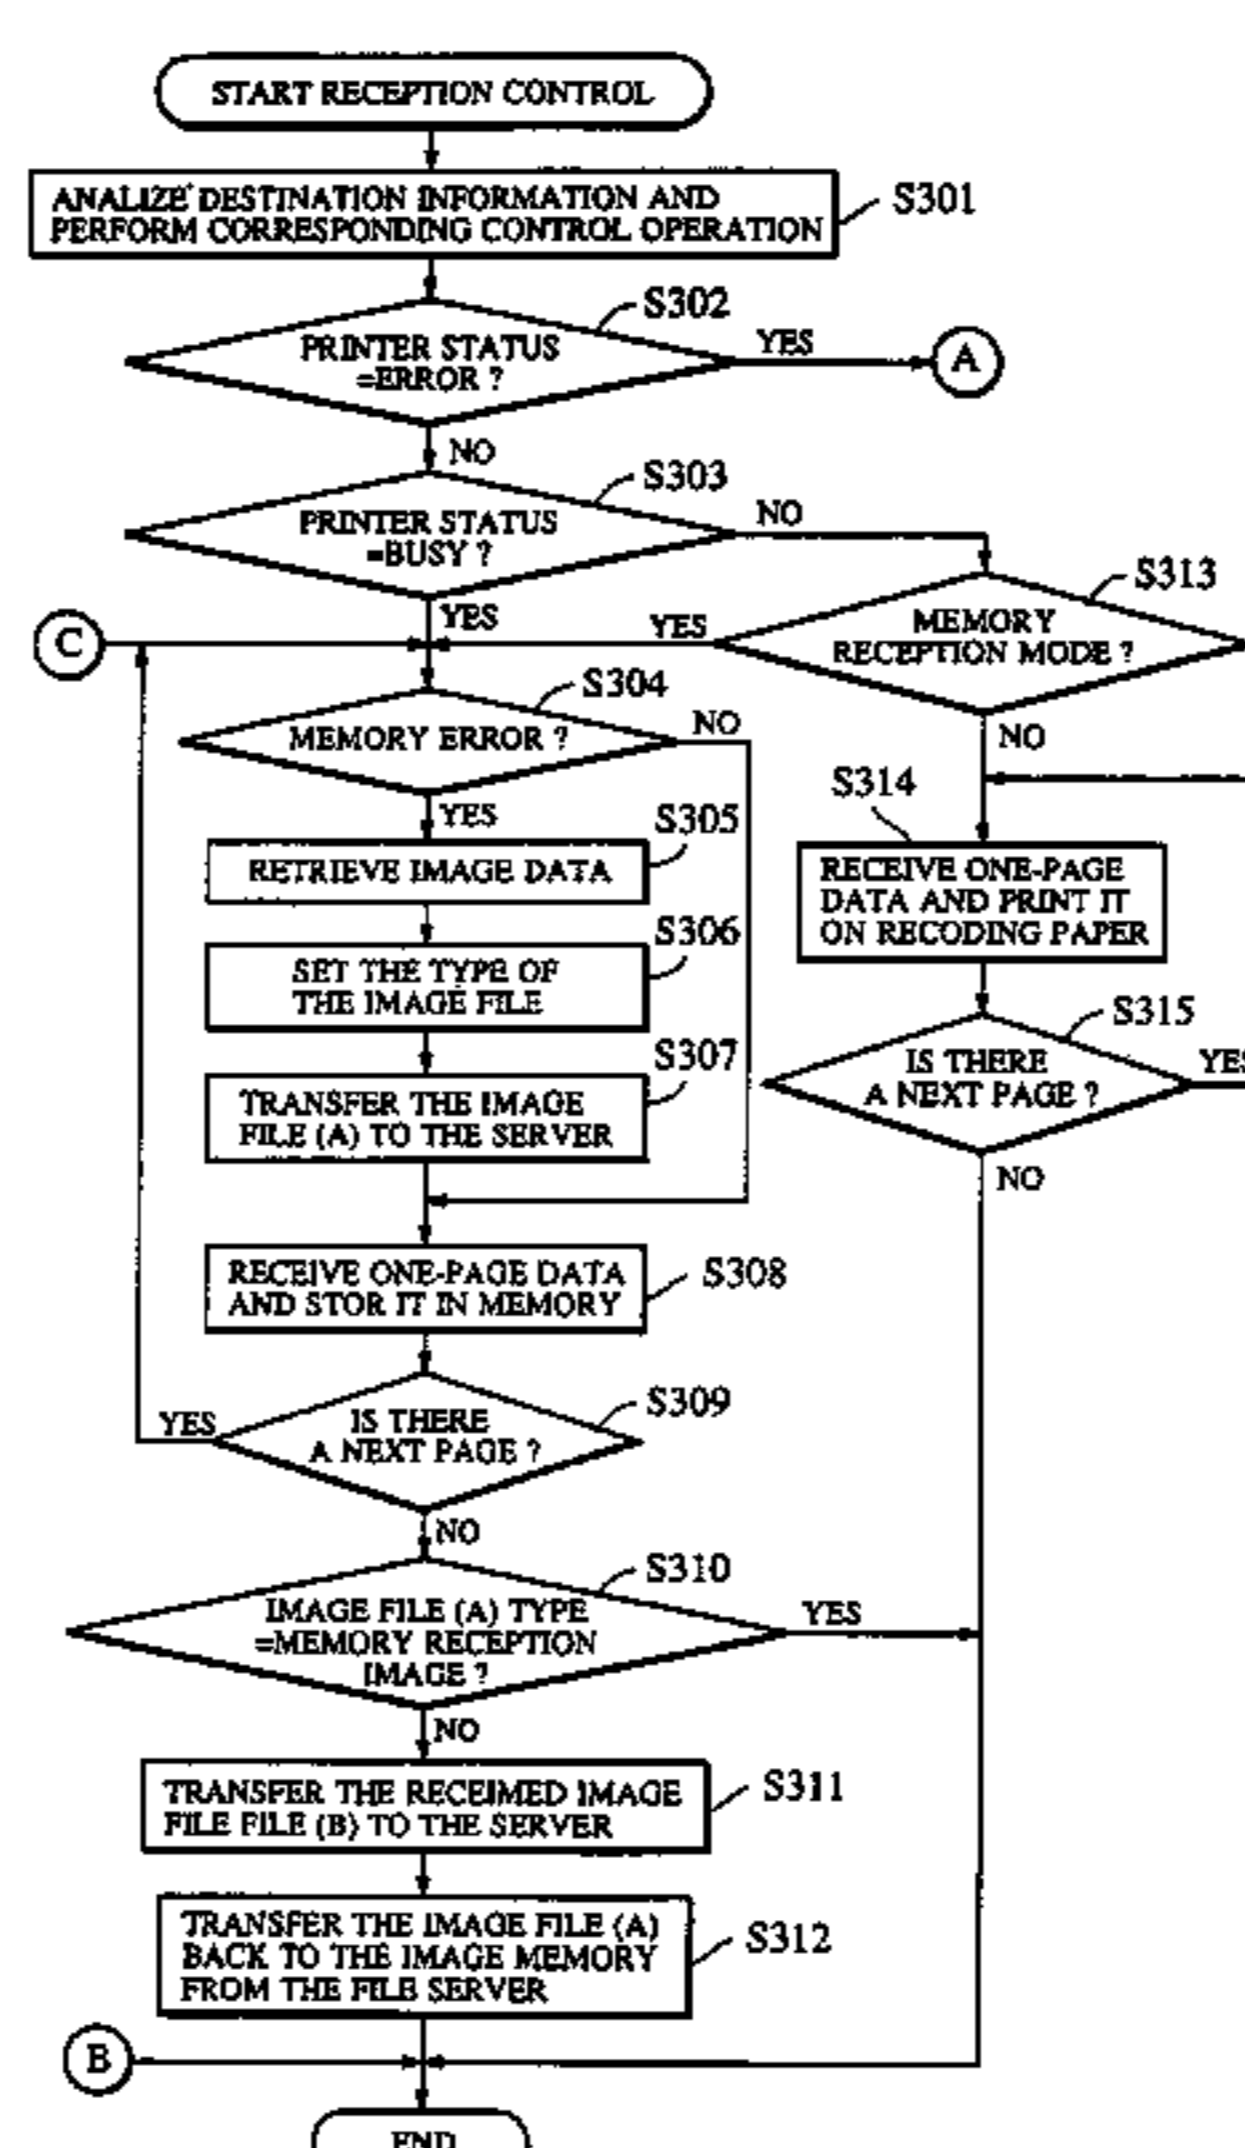 START RECEPTION CONTROL
ANALIZE DESTINATION INFORMATION AND
PERFORM CORRESPONDING CONTROL OPERATION
S301
S302
PRINTER STATUS
=ERROR ?
YES
A
NO
S303
PRINTER STATUS
=BUSY ?
NO
YES
S313
MEMORY
RECEPTION MODE ?
YES
C
NO
S304
MEMORY ERROR ?
NO
YES
S305
RETRIEVE IMAGE DATA
S306
SET THE TYPE OF
THE IMAGE FILE
S307
TRANSFER THE IMAGE
FILE (A) TO THE SERVER
S314
RECEIVE ONE-PAGE
DATA AND PRINT IT
ON RECODING PAPER
S315
IS THERE
A NEXT PAGE ?
YES
NO
RECEIVE ONE-PAGE DATA
AND STOR IT IN MEMORY
S308
S309
IS THERE
A NEXT PAGE ?
YES
NO
S310
IMAGE FILE (A) TYPE
=MEMORY RECEPTION
IMAGE ?
YES
NO
TRANSFER THE RECEIMED IMAGE
FILE FILE (B) TO THE SERVER
S311
TRANSFER THE IMAGE FILE (A)
BACK TO THE IMAGE MEMORY
FROM THE FILE SERVER
S312
B
END